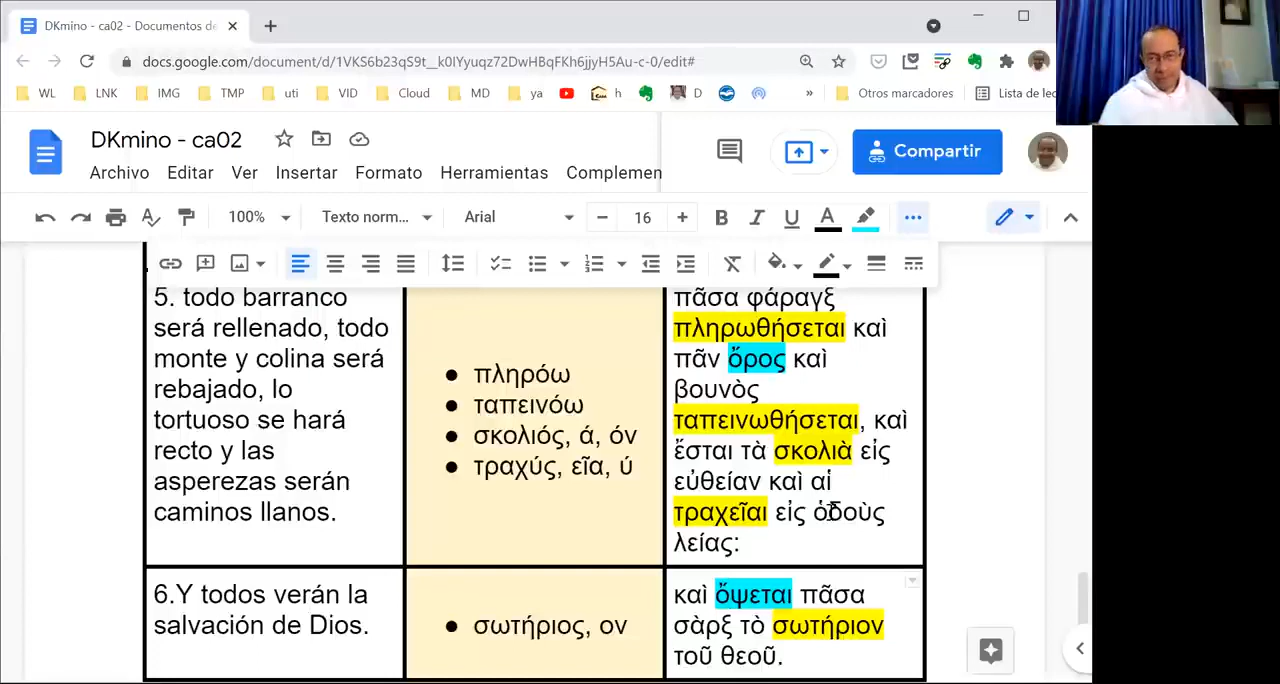 DKmino - ca02 - Documentos de
docs.google.com/document/d/1VKS6b23qS9t__k0lYyuqz72DwHBqFKh6jjyH5Au-c-0/edit#
WL LNK IMG TMP uti VID Cloud MD ya h D » Otros marcadores Lista de le
DKmino - ca02
Compartir
Archivo Editar Ver Insertar Formato Herramientas Complemen
100% Texto norm... Arial 16 B I U A
5. todo barranco
será rellenado, todo
monte y colina será
rebajado, lo
tortuoso se hará
recto y las
asperezas serán
caminos llanos.
● πληρόω
● ταπεινόω
● σκολιός, ά, όν
● τραχύς, εῖα, ύ
πᾶσα φάραγξ
πληρωθήσεται καὶ
πᾶν ὄρος καὶ
βουνὸς
ταπεινωθήσεται, καὶ
ἔσται τὰ σκολιὰ εἰς
εὐθείαν καὶ αἱ
τραχεῖαι εἰς ὁδοὺς
λείας:
6.Y todos verán la
salvación de Dios.
● σωτήριος, ον
καὶ ὄψεται πᾶσα
σὰρξ τὸ σωτήριον
τοῦ θεοῦ.